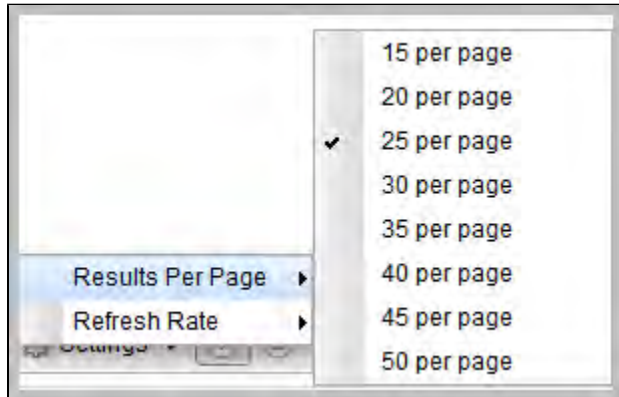 15 per page
20 per page
25 per page
30 per page
35 per page
40 per page
45 per page
50 per page
Results Per Page
Refresh Rate
Settings